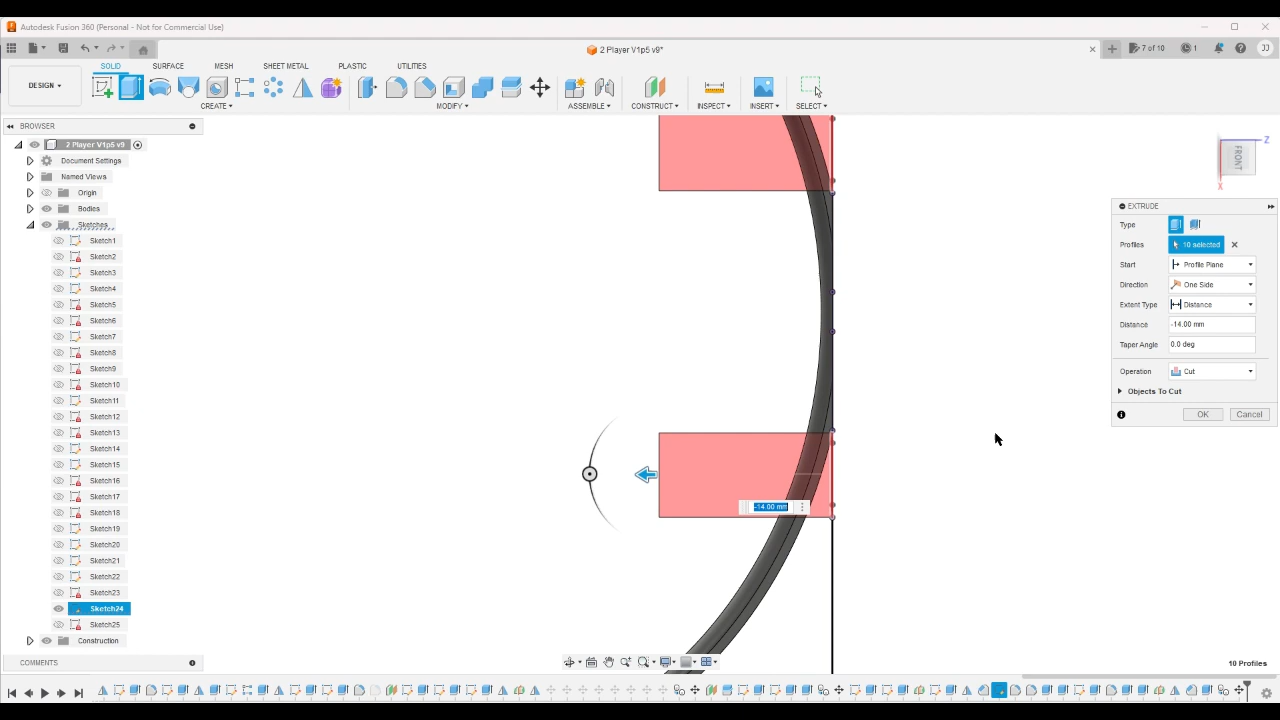 Autodesk Fusion 360 (Personal - Not for Commercial Use)
2 Player V1p5 v9*
7 of 10
1
JJ
DESIGN
SOLID
SURFACE
MESH
SHEET METAL
PLASTIC
UTILITIES
CREATE
MODIFY
ASSEMBLE
CONSTRUCT
INSPECT
INSERT
SELECT
BROWSER
2 Player V1p5 v9
Document Settings
Named Views
Origin
Bodies
Sketches
Sketch1
Sketch2
Sketch3
Sketch4
Sketch5
Sketch6
Sketch7
Sketch8
Sketch9
Sketch10
Sketch11
Sketch12
Sketch13
Sketch14
Sketch15
Sketch16
Sketch17
Sketch18
Sketch19
Sketch20
Sketch21
Sketch22
Sketch23
Sketch24
Sketch25
Construction
COMMENTS
-14.00 mm
FRONT
Z
X
EXTRUDE
Type
Profiles
10 selected
Start
Profile Plane
Direction
One Side
Extent Type
Distance
Distance
-14.00 mm
Taper Angle
0.0 deg
Operation
Cut
Objects To Cut
OK
Cancel
10 Profiles